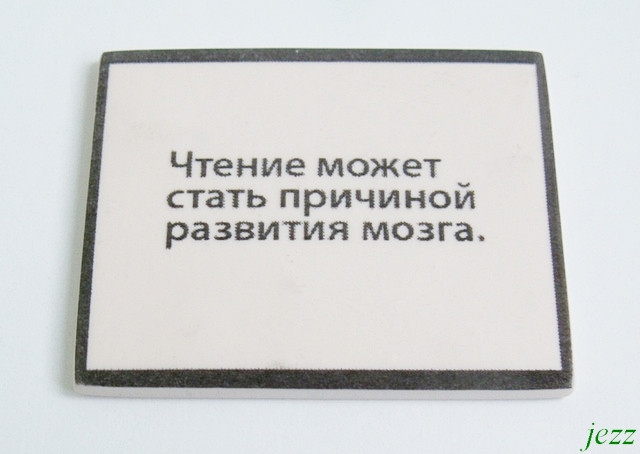 Чтение может
стать причиной
развития мозга.
jezz